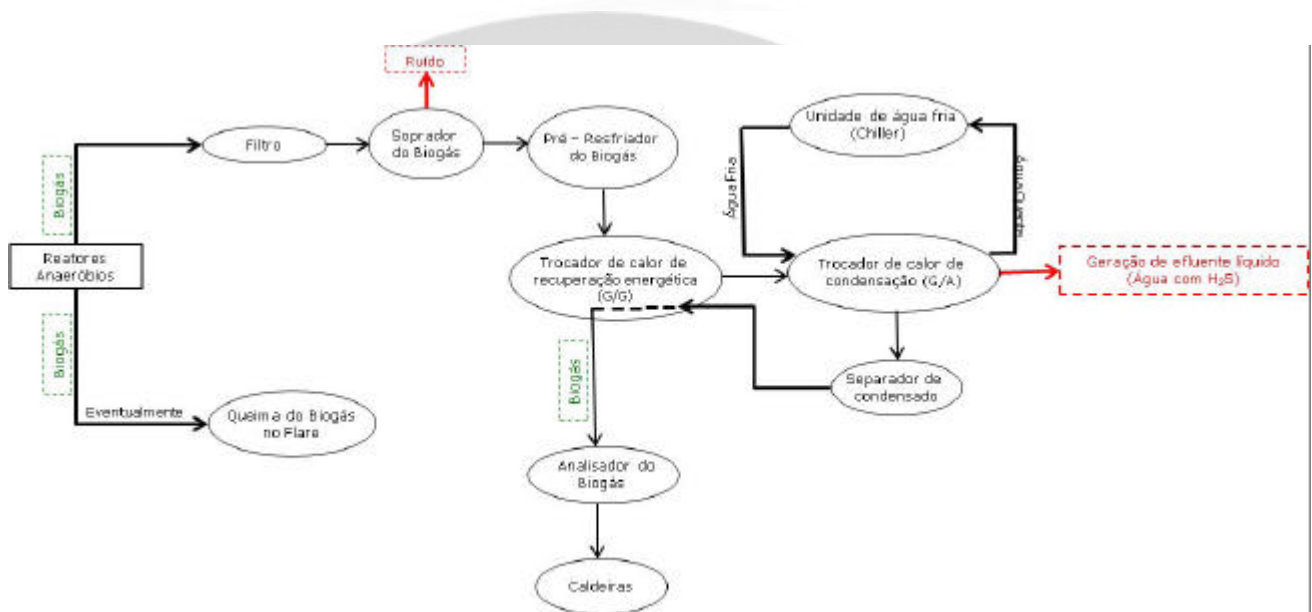 Ruído
Filtro
Soprador
do Biogás
Pré - Resfriador
do Biogás
Unidade de água fria
(Chiller)
Biogás
Água Fria
Água Quente
Reatores
Anaeróbios
Trocador de calor de
recuperação energética
(G/G)
Trocador de calor de
condensação (G/A)
Geração de efluente líquido
(Água com H₂S)
Biogás
Biogás
Separador de
condensado
Eventualmente
Queima do Biogás
no Flare
Analisador do
Biogás
Caldeiras